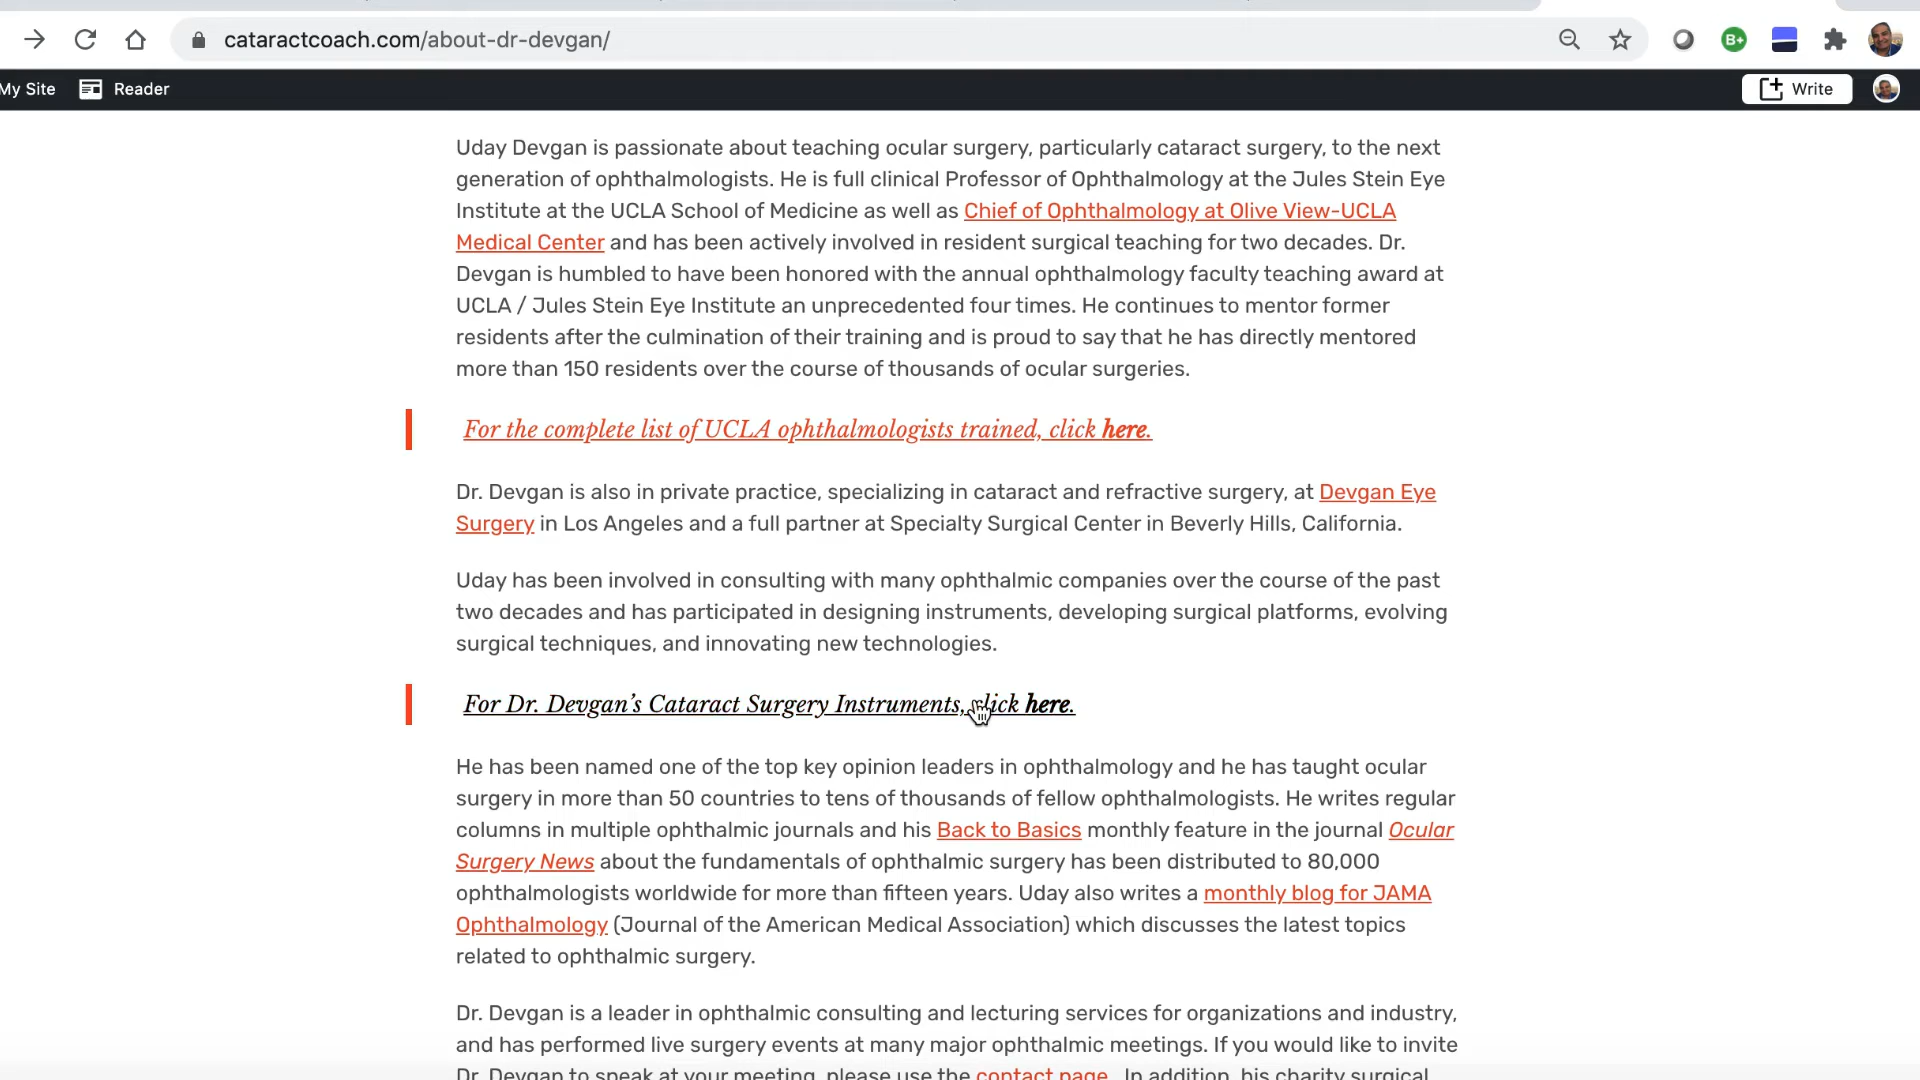 cataractcoach.com/about-dr-devgan/
B+
My Site
Reader
Write
Uday Devgan is passionate about teaching ocular surgery, particularly cataract surgery, to the next
generation of ophthalmologists. He is full clinical Professor of Ophthalmology at the Jules Stein Eye
Institute at the UCLA School of Medicine as well as Chief of Ophthalmology at Olive View-UCLA
Medical Center and has been actively involved in resident surgical teaching for two decades. Dr.
Devgan is humbled to have been honored with the annual ophthalmology faculty teaching award at
UCLA / Jules Stein Eye Institute an unprecedented four times. He continues to mentor former
residents after the culmination of their training and is proud to say that he has directly mentored
more than 150 residents over the course of thousands of ocular surgeries.
For the complete list of UCLA ophthalmologists trained, click here.
Dr. Devgan is also in private practice, specializing in cataract and refractive surgery, at Devgan Eye
Surgery in Los Angeles and a full partner at Specialty Surgical Center in Beverly Hills, California.
Uday has been involved in consulting with many ophthalmic companies over the course of the past
two decades and has participated in designing instruments, developing surgical platforms, evolving
surgical techniques, and innovating new technologies.
For Dr. Devgan's Cataract Surgery Instruments, click here.
He has been named one of the top key opinion leaders in ophthalmology and he has taught ocular
surgery in more than 50 countries to tens of thousands of fellow ophthalmologists. He writes regular
columns in multiple ophthalmic journals and his Back to Basics monthly feature in the journal Ocular
Surgery News about the fundamentals of ophthalmic surgery has been distributed to 80,000
ophthalmologists worldwide for more than fifteen years. Uday also writes a monthly blog for JAMA
Ophthalmology (Journal of the American Medical Association) which discusses the latest topics
related to ophthalmic surgery.
Dr. Devgan is a leader in ophthalmic consulting and lecturing services for organizations and industry,
and has performed live surgery events at many major ophthalmic meetings. If you would like to invite
Dr. Devgan to speak at your meeting, please use the contact page. In addition, his charity surgical